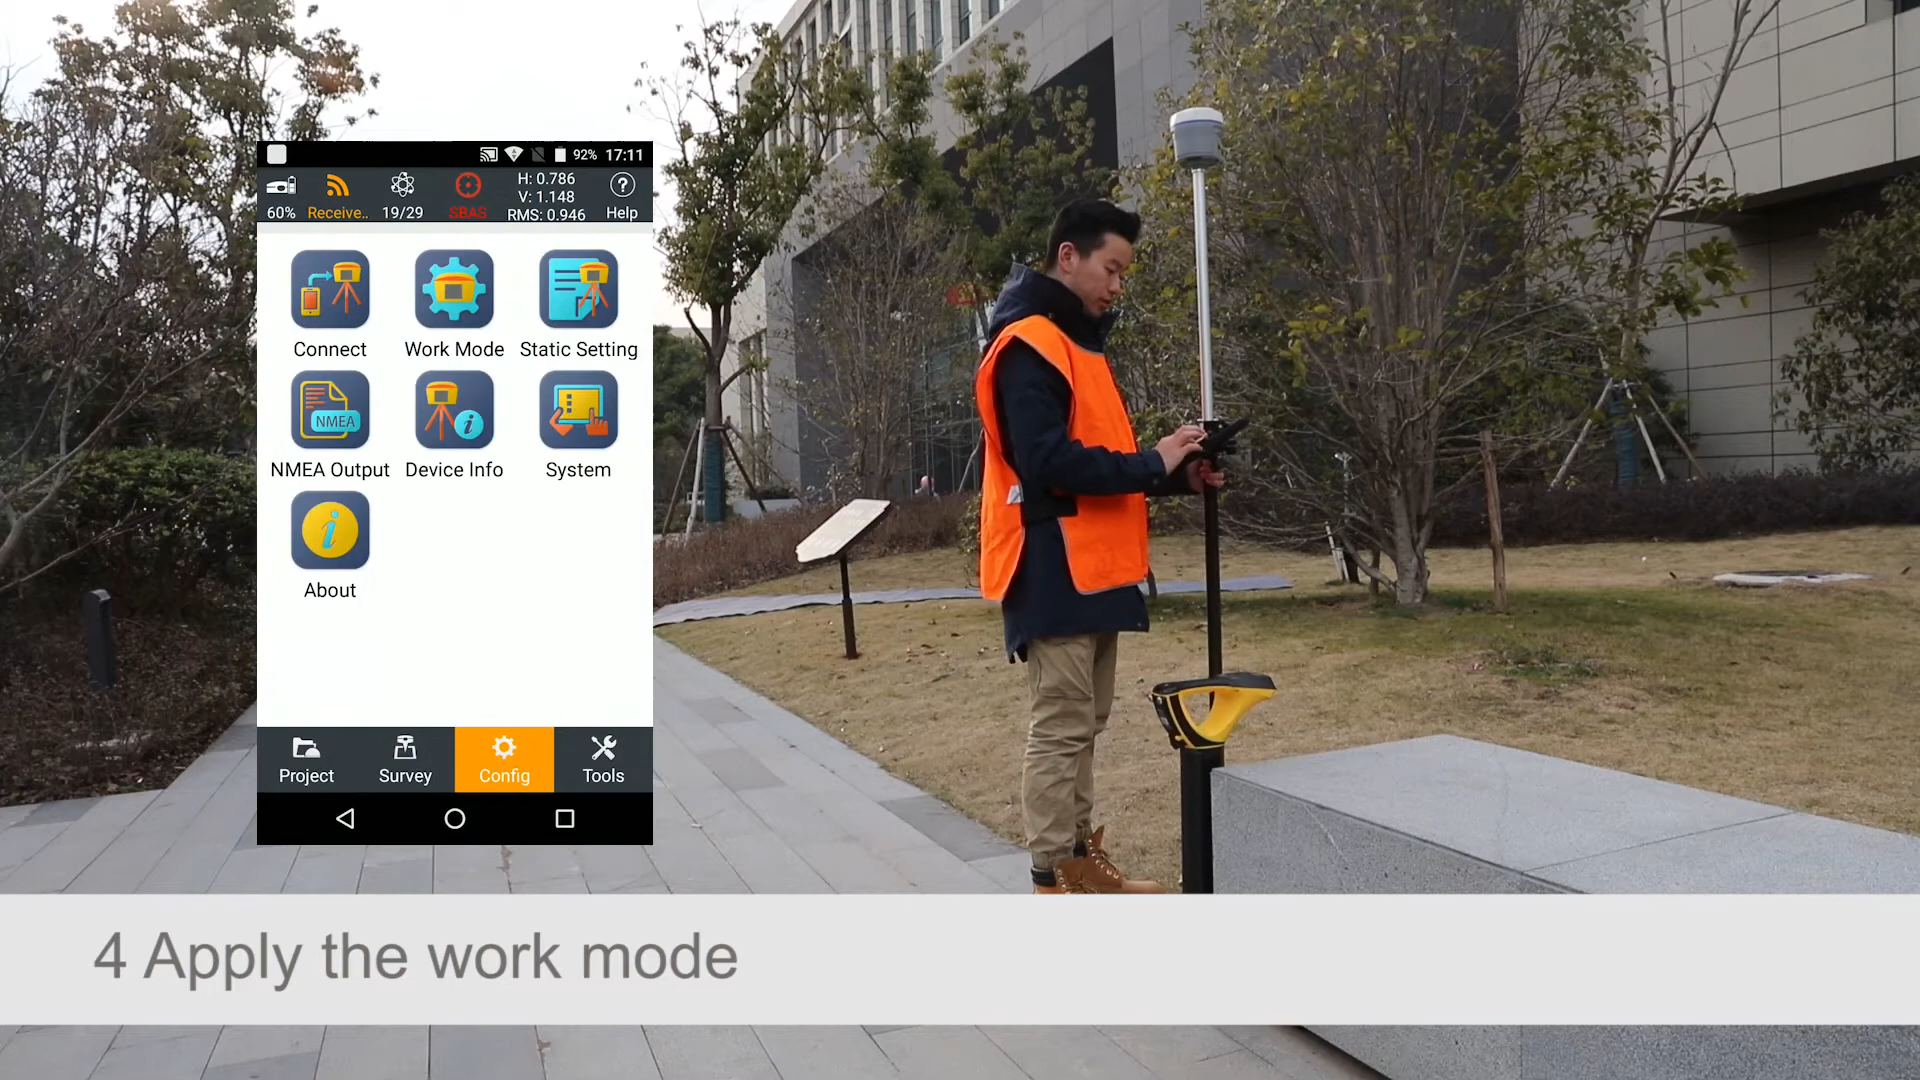 92% 17:11
60% Receive.. 19/29 SBAS H: 0.786 V: 1.148 RMS: 0.946 ? Help
Connect Work Mode Static Setting
NMEA
i
NMEA Output Device Info System
i
About
Project Survey Config Tools
4 Apply the work mode